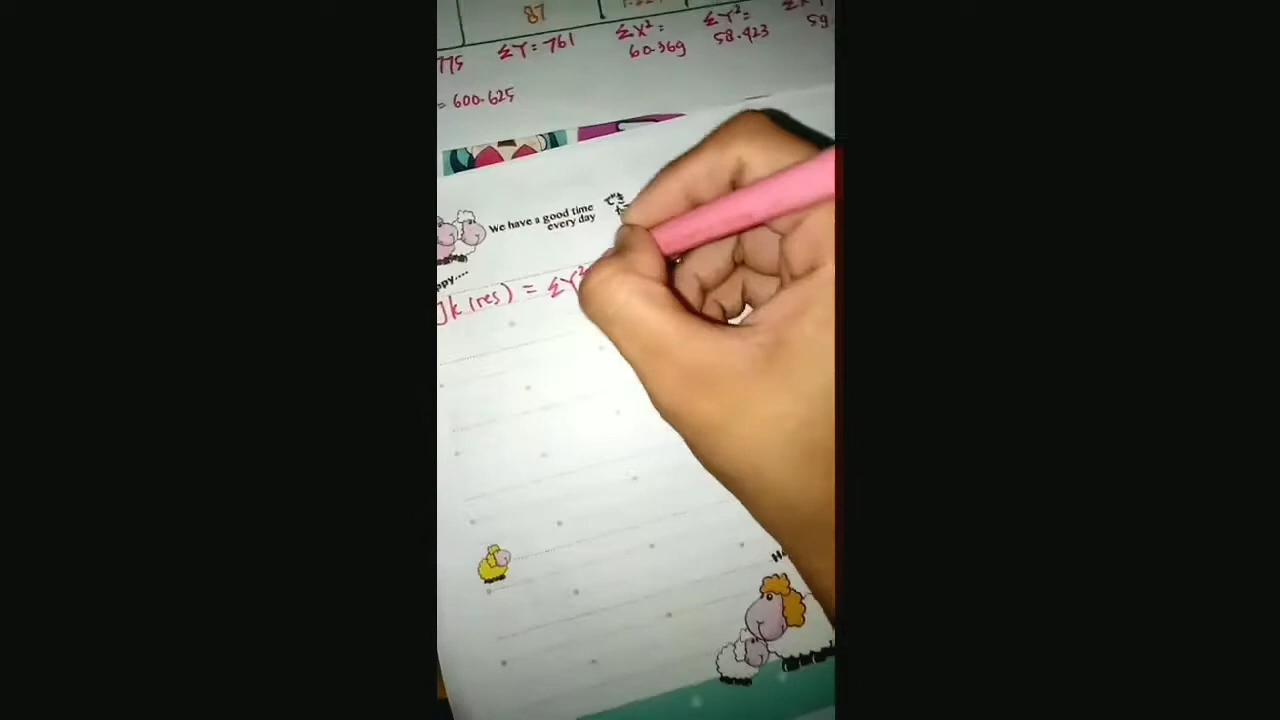 87
775 ΣY = 761 ΣX² = 60.369 ΣY² = 58.423
= 600.625
We have a good time
every day
Jk (res) = ΣY²